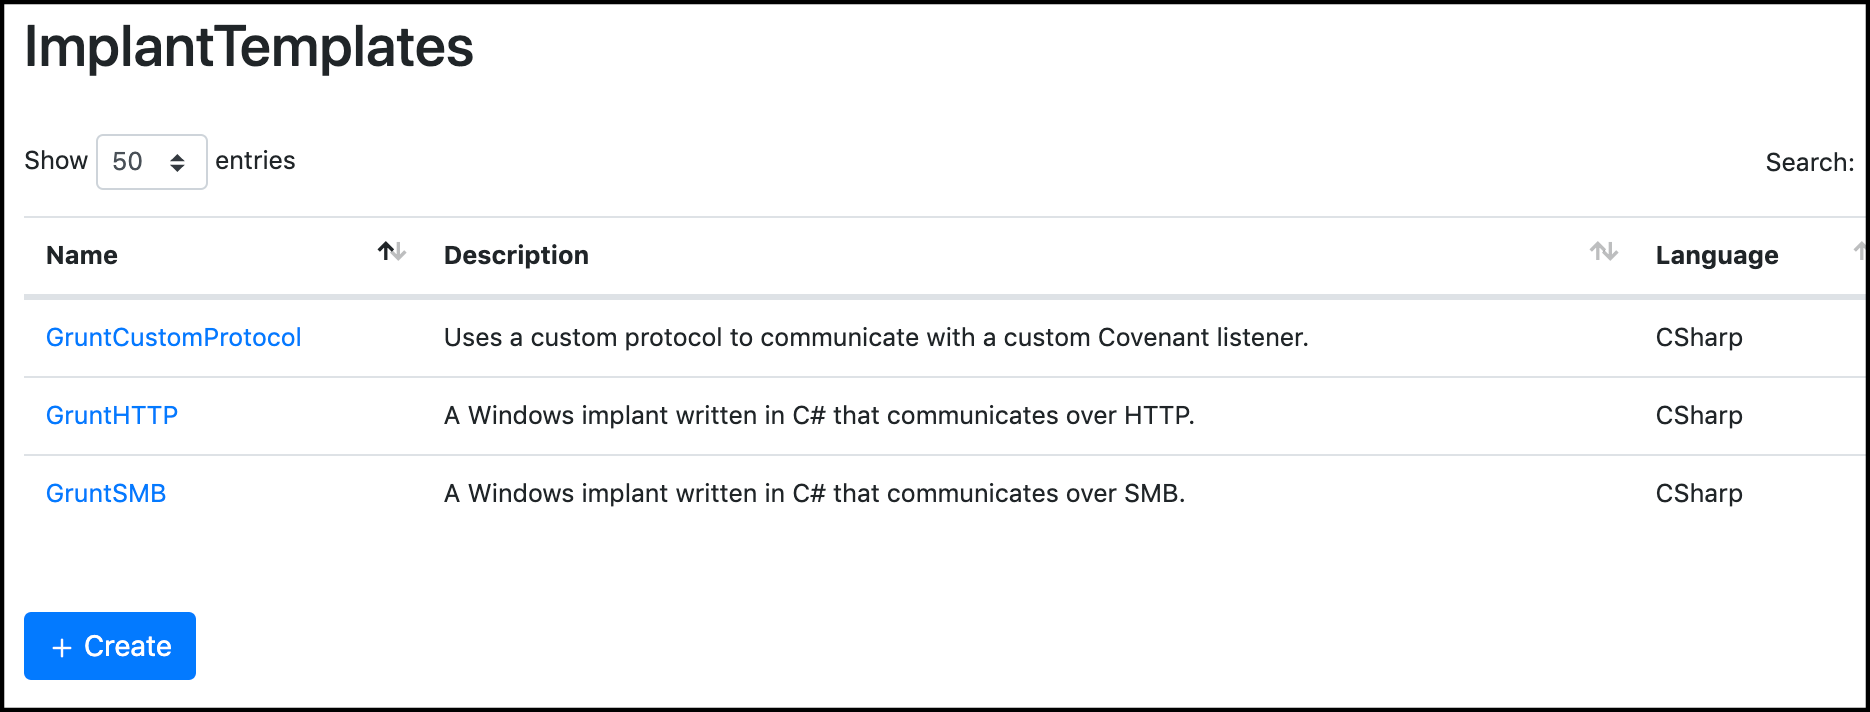 ImplantTemplates
Show 50 entries
Search:
Name Description Language
GruntCustomProtocol Uses a custom protocol to communicate with a custom Covenant listener. CSharp
GruntHTTP A Windows implant written in C# that communicates over HTTP. CSharp
GruntSMB A Windows implant written in C# that communicates over SMB. CSharp
+ Create